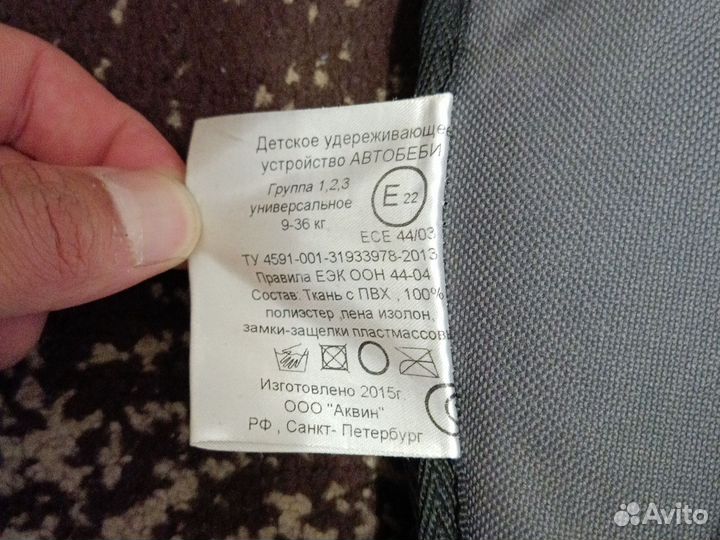 Детское удереживающее
устройство АВТОБЕБИ
Группа 1,2,3
универсальное
9-36 кг
E 22
ECE 44/03
ТУ 4591-001-31933978-2013
Правила ЕЭК ООН 44-04
Состав: Ткань с ПВХ , 100%
полиэстер ,пена изолон,
замки-защелки пластмассовы
Изготовлено 2015г.
ООО "Аквин"
РФ , Санкт- Петербург
Avito